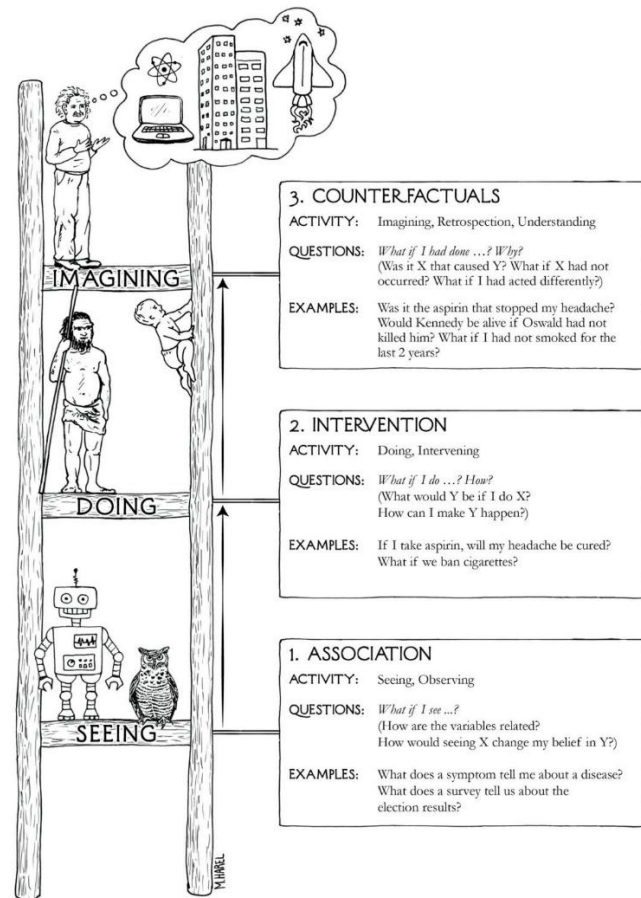 3. COUNTERFACTUALS
ACTIVITY: Imagining, Retrospection, Understanding
QUESTIONS: What if I had done …? Why?
(Was it X that caused Y? What if X had not
occurred? What if I had acted differently?)
EXAMPLES: Was it the aspirin that stopped my headache?
Would Kennedy be alive if Oswald had not
killed him? What if I had not smoked for the
last 2 years?
IMAGINING
2. INTERVENTION
ACTIVITY: Doing, Intervening
QUESTIONS: What if I do …? How?
(What would Y be if I do X?
How can I make Y happen?)
EXAMPLES: If I take aspirin, will my headache be cured?
What if we ban cigarettes?
DOING
1. ASSOCIATION
ACTIVITY: Seeing, Observing
QUESTIONS: What if I see ...?
(How are the variables related?
How would seeing X change my belief in Y?)
EXAMPLES: What does a symptom tell me about a disease?
What does a survey tell us about the
election results?
SEEING
M.HAREL